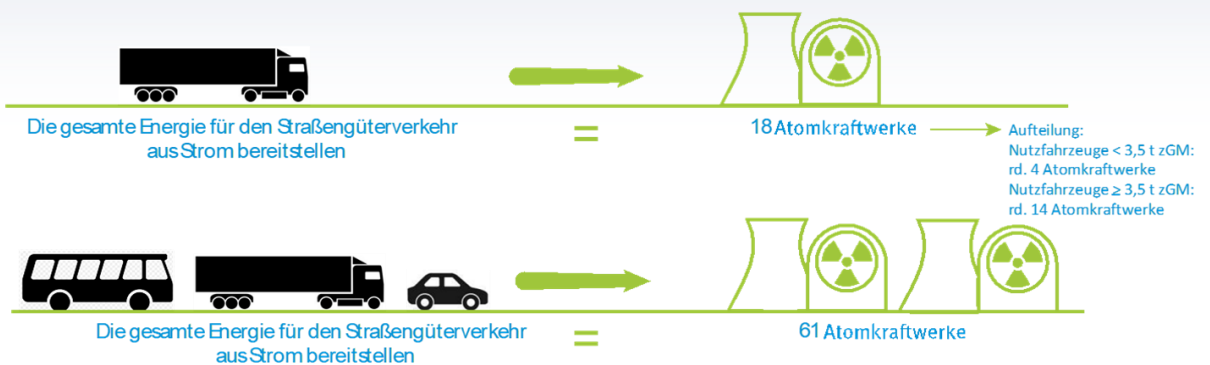 Die gesamte Energie für den Straßengüterverkehr
aus Strom bereitstellen
=
18 Atomkraftwerke
Aufteilung:
Nutzfahrzeuge < 3,5 t zGM:
rd. 4 Atomkraftwerke
Nutzfahrzeuge ≥ 3,5 t zGM:
rd. 14 Atomkraftwerke
Die gesamte Energie für den Straßengüterverkehr
aus Strom bereitstellen
=
61 Atomkraftwerke